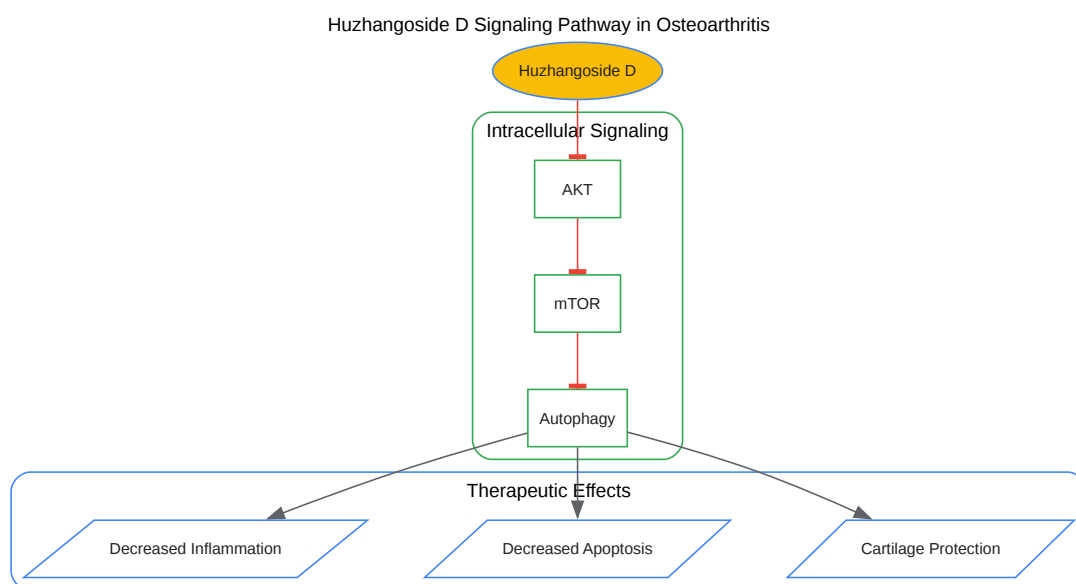 Huzhangoside D Signaling Pathway in Osteoarthritis
Huzhangoside D
Intracellular Signaling
AKT
mTOR
Autophagy
Therapeutic Effects
Decreased Inflammation
Decreased Apoptosis
Cartilage Protection